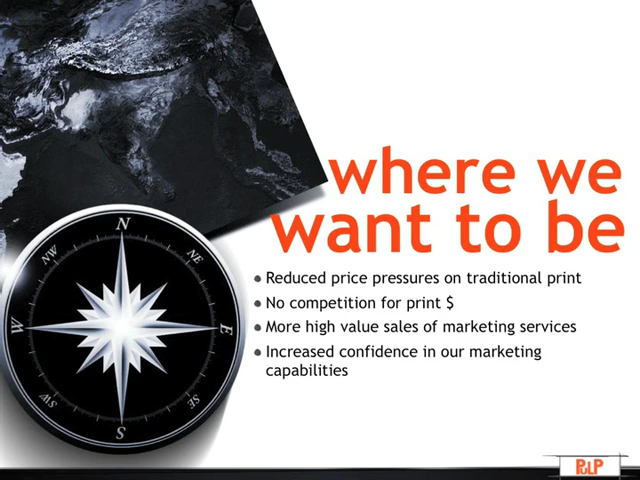 where we
want to be
Reduced price pressures on traditional print
No competition for print $
More high value sales of marketing services
Increased confidence in our marketing
capabilities
N
NW
NE
W
E
SW
SE
S
PULP